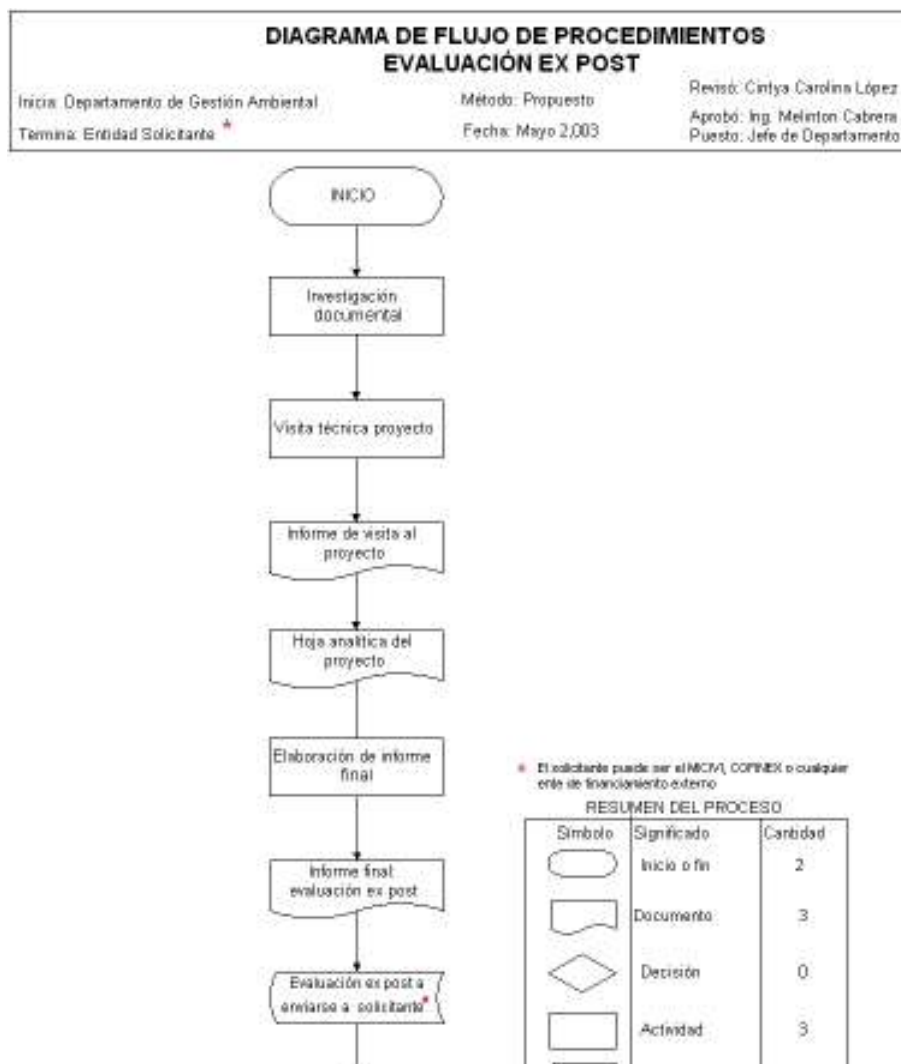 DIAGRAMA DE FLUJO DE PROCEDIMIENTOS
EVALUACIÓN EX POST
Inicia: Departamento de Gestión Ambiental
Termina: Entidad Solicitante *
Método: Propuesto
Fecha: Mayo 2,003
Revisó: Cintya Carolina López
Aprobó: Ing. Melinton Cabrera
Puesto: Jefe de Departamento
INICIO
Investigación
documental
Visita técnica proyecto
Informe de visita al
proyecto
Hoja analítica del
proyecto
Elaboración de informe
final
Informe final:
evaluación ex post
Evaluación ex post a
enviarse a solicitante*
* El solicitante puede ser el MICIVI, COFINEX o cualquier
ente de financiamiento externo
RESUMEN DEL PROCESO
Símbolo Significado Cantidad
Inicio o fin 2
Documento 3
Decisión 0
Actividad 3